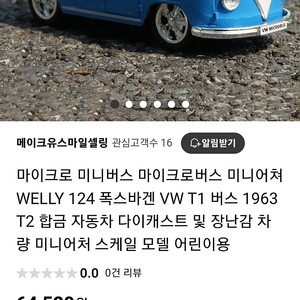 VW MICROBUS
메이크유스마일셀링 관심고객수 16 알림받기
마이크로 미니버스 마이크로버스 미니어쳐
WELLY 124 폭스바겐 VW T1 버스 1963
T2 합금 자동차 다이캐스트 및 장난감 차
량 미니어처 스케일 모델 어린이용
0.0 0건 리뷰